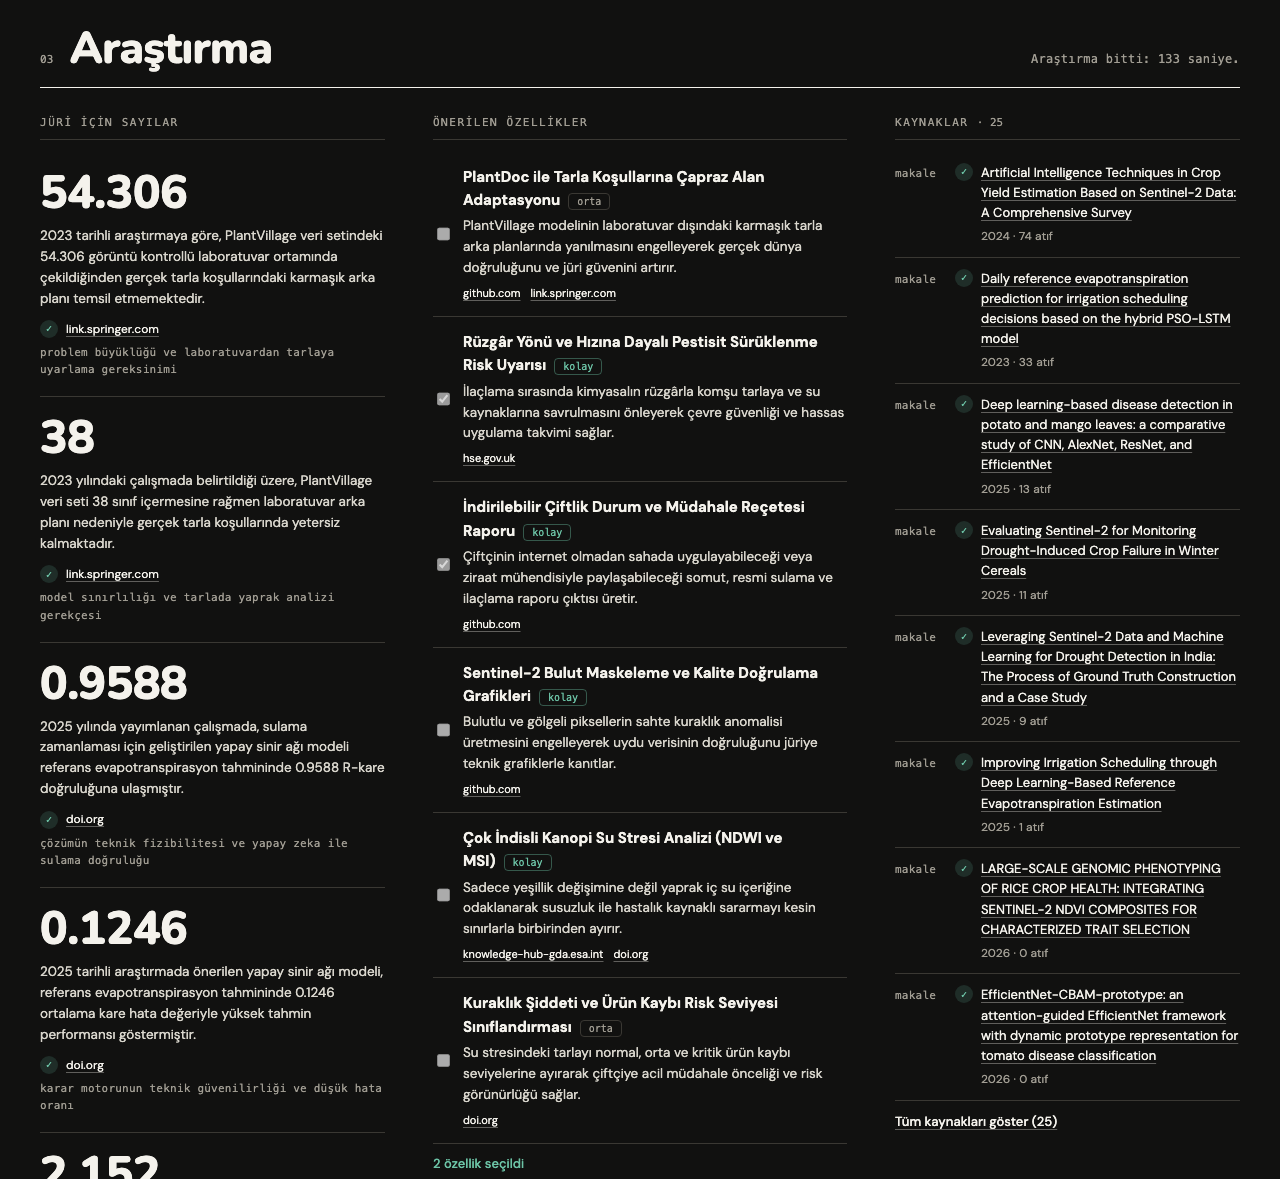 03 Araştırma
Araştırma bitti: 133 saniye.
JÜRİ İÇİN SAYILAR
54.306
2023 tarihli araştırmaya göre, PlantVillage veri setindeki
54.306 görüntü kontrollü laboratuvar ortamında
çekildiğinden gerçek tarla koşullarındaki karmaşık arka
planı temsil etmemektedir.
✓ link.springer.com
problem büyüklüğü ve laboratuvardan tarlaya
uyarlama gereksinimi
38
2023 yılındaki çalışmada belirtildiği üzere, PlantVillage
veri seti 38 sınıf içermesine rağmen laboratuvar arka
planı nedeniyle gerçek tarla koşullarında yetersiz
kalmaktadır.
✓ link.springer.com
model sınırlılığı ve tarlada yaprak analizi
gerekçesi
0.9588
2025 yılında yayımlanan çalışmada, sulama
zamanlaması için geliştirilen yapay sinir ağı modeli
referans evapotranspirasyon tahmininde 0.9588 R-kare
doğruluğuna ulaşmıştır.
✓ doi.org
çözümün teknik fizibilitesi ve yapay zeka ile
sulama doğruluğu
0.1246
2025 tarihli araştırmada önerilen yapay sinir ağı modeli,
referans evapotranspirasyon tahmininde 0.1246
ortalama kare hata değeriyle yüksek tahmin
performansı göstermiştir.
✓ doi.org
karar motorunun teknik güvenilirliği ve düşük hata
oranı
2.152
ÖNERİLEN ÖZELLİKLER
PlantDoc ile Tarla Koşullarına Çapraz Alan
Adaptasyonu orta
PlantVillage modelinin laboratuvar dışındaki karmaşık tarla
arka planlarında yanılmasını engelleyerek gerçek dünya
doğruluğunu ve jüri güvenini artırır.
github.com link.springer.com
Rüzgâr Yönü ve Hızına Dayalı Pestisit Sürüklenme
Risk Uyarısı kolay
İlaçlama sırasında kimyasalın rüzgârla komşu tarlaya ve su
kaynaklarına savrulmasını önleyerek çevre güvenliği ve hassas
uygulama takvimi sağlar.
hse.gov.uk
İndirilebilir Çiftlik Durum ve Müdahale Reçetesi
Raporu kolay
Çiftçinin internet olmadan sahada uygulayabileceği veya
ziraat mühendisiyle paylaşabileceği somut, resmi sulama ve
ilaçlama raporu çıktısı üretir.
github.com
Sentinel-2 Bulut Maskeleme ve Kalite Doğrulama
Grafikleri kolay
Bulutlu ve gölgeli piksellerin sahte kuraklık anomalisi
üretmesini engelleyerek uydu verisinin doğruluğunu jüriye
teknik grafiklerle kanıtlar.
github.com
Çok İndisli Kanopi Su Stresi Analizi (NDWI ve
MSI) kolay
Sadece yeşillik değişimine değil yaprak iç su içeriğine
odaklanarak susuzluk ile hastalık kaynaklı sararmayı kesin
sınırlarla birbirinden ayırır.
knowledge-hub-gda.esa.int doi.org
Kuraklık Şiddeti ve Ürün Kaybı Risk Seviyesi
Sınıflandırması orta
Su stresindeki tarlayı normal, orta ve kritik ürün kaybı
seviyelerine ayırarak çiftçiye acil müdahale önceliği ve risk
görünürlüğü sağlar.
doi.org
2 özellik seçildi
KAYNAKLAR · 25
makale ✓ Artificial Intelligence Techniques in Crop
Yield Estimation Based on Sentinel-2 Data:
A Comprehensive Survey
2024 · 74 atıf
makale ✓ Daily reference evapotranspiration
prediction for irrigation scheduling
decisions based on the hybrid PSO-LSTM
model
2023 · 33 atıf
makale ✓ Deep learning-based disease detection in
potato and mango leaves: a comparative
study of CNN, AlexNet, ResNet, and
EfficientNet
2025 · 13 atıf
makale ✓ Evaluating Sentinel-2 for Monitoring
Drought-Induced Crop Failure in Winter
Cereals
2025 · 11 atıf
makale ✓ Leveraging Sentinel-2 Data and Machine
Learning for Drought Detection in India:
The Process of Ground Truth Construction
and a Case Study
2025 · 9 atıf
makale ✓ Improving Irrigation Scheduling through
Deep Learning-Based Reference
Evapotranspiration Estimation
2025 · 1 atıf
makale ✓ LARGE-SCALE GENOMIC PHENOTYPING
OF RICE CROP HEALTH: INTEGRATING
SENTINEL-2 NDVI COMPOSITES FOR
CHARACTERIZED TRAIT SELECTION
2026 · 0 atıf
makale ✓ EfficientNet-CBAM-prototype: an
attention-guided EfficientNet framework
with dynamic prototype representation for
tomato disease classification
2026 · 0 atıf
Tüm kaynakları göster (25)